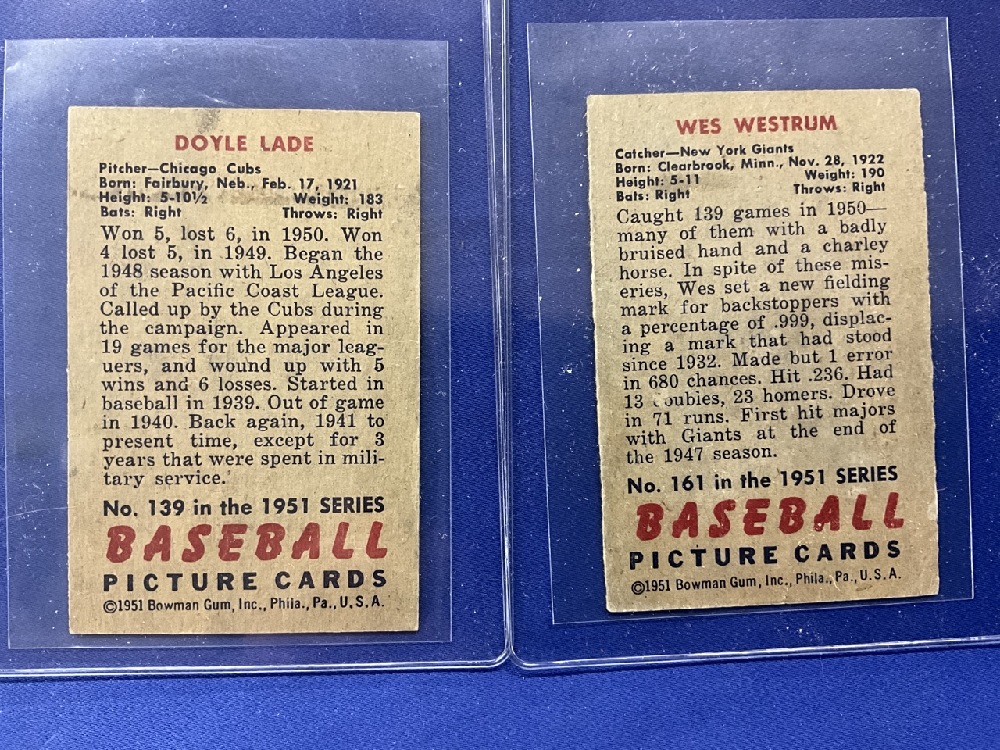 DOYLE LADE
Pitcher—Chicago Cubs
Born: Fairbury, Neb., Feb. 17, 1921
Height: 5-10½ Weight: 183
Bats: Right Throws: Right
Won 5, lost 6, in 1950. Won
4 lost 5, in 1949. Began the
1948 season with Los Angeles
of the Pacific Coast League.
Called up by the Cubs during
the campaign. Appeared in
19 games for the major leag-
uers, and wound up with 5
wins and 6 losses. Started in
baseball in 1939. Out of game
in 1940. Back again, 1941 to
present time, except for 3
years that were spent in mili-
tary service.
No. 139 in the 1951 SERIES
BASEBALL
PICTURE CARDS
©1951 Bowman Gum, Inc., Phila., Pa., U.S.A.
WES WESTRUM
Catcher—New York Giants
Born: Clearbrook, Minn., Nov. 28, 1922
Height: 5-11 Weight: 190
Bats: Right Throws: Right
Caught 139 games in 1950—
many of them with a badly
bruised hand and a charley
horse. In spite of these mis-
eries, Wes set a new fielding
mark for backstoppers with
a percentage of .999, displac-
ing a mark that had stood
since 1932. Made but 1 error
in 680 chances. Hit .236. Had
13 doubles, 23 homers. Drove
in 71 runs. First hit majors
with Giants at the end of
the 1947 season.
No. 161 in the 1951 SERIES
BASEBALL
PICTURE CARDS
©1951 Bowman Gum, Inc., Phila., Pa., U.S.A.